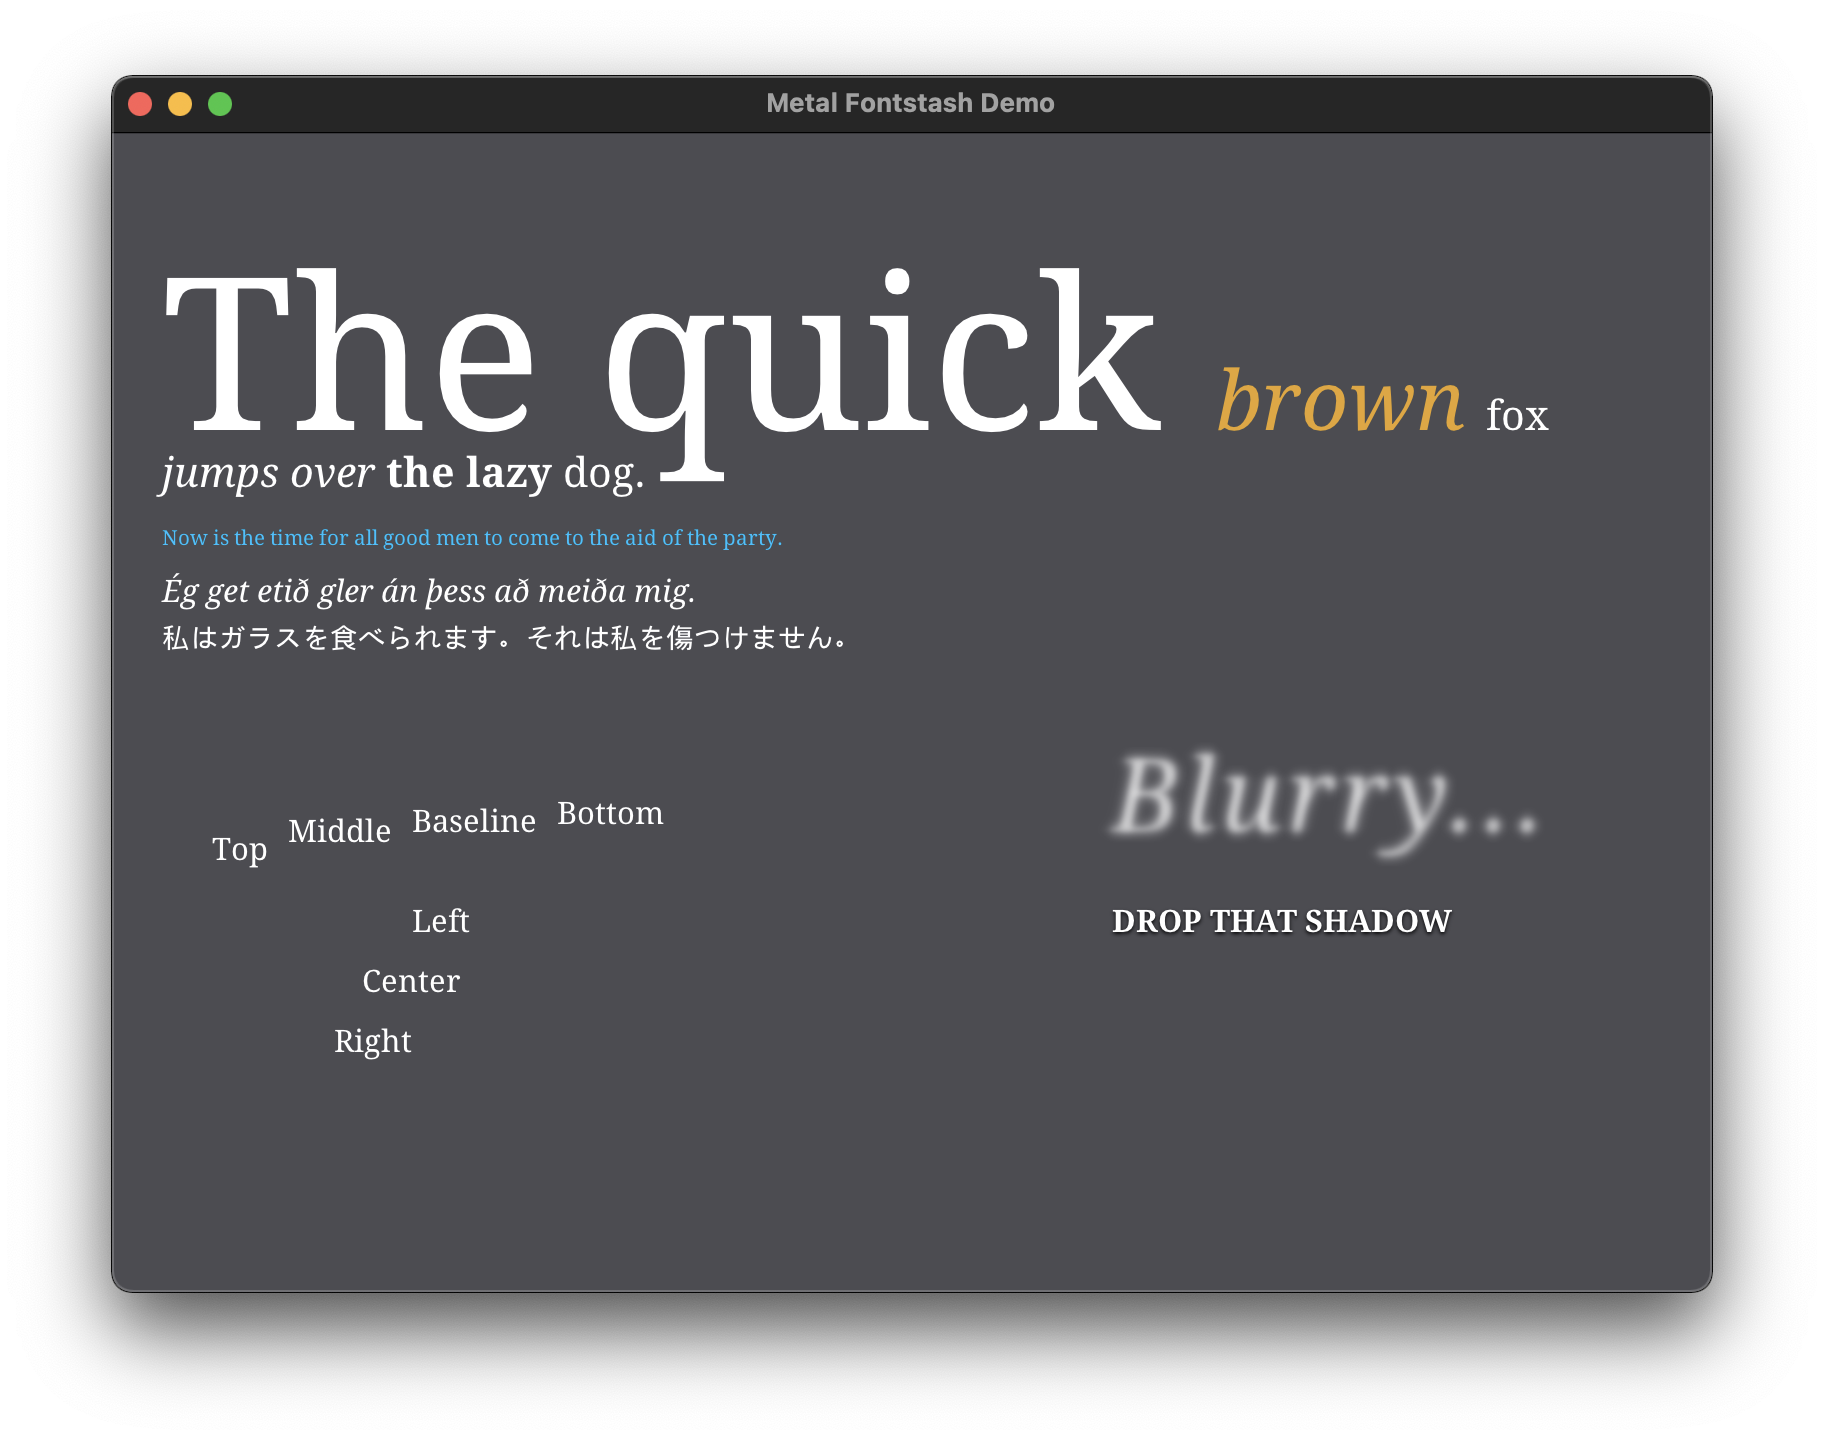 Metal Fontstash Demo
The quick brown fox
jumps over the lazy dog.
Now is the time for all good men to come to the aid of the party.
Ég get etið gler án þess að meiða mig.
私はガラスを食べられます。それは私を傷つけません。
Blurry...
Top Middle Baseline Bottom
Left
DROP THAT SHADOW
Center
Right